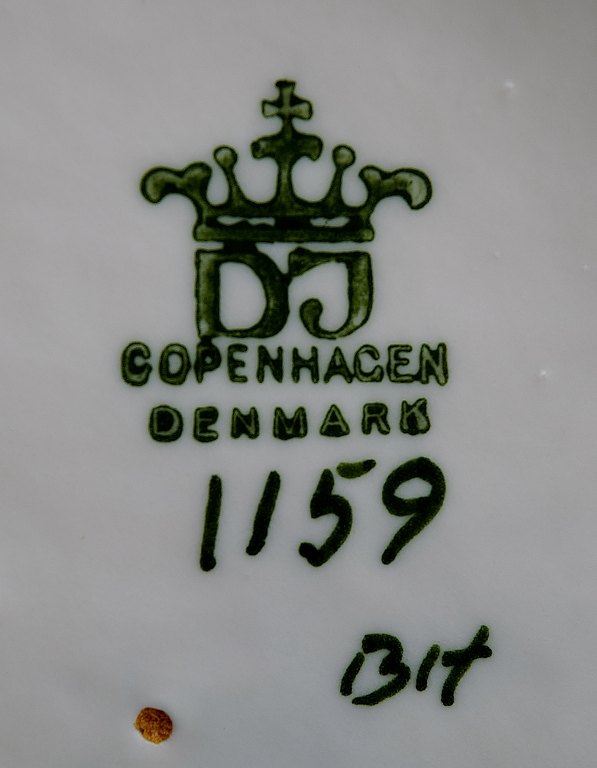 DJ
COPENHAGEN
DENMARK
1159
BH